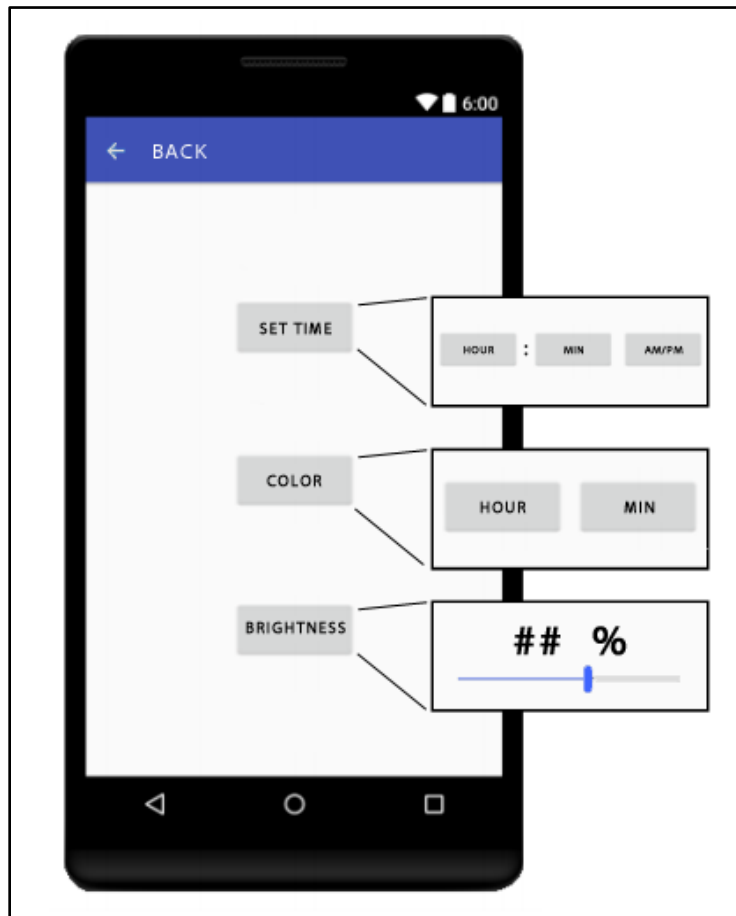 6:00
BACK
SET TIME
HOUR : MIN AM/PM
COLOR
HOUR MIN
BRIGHTNESS
## %